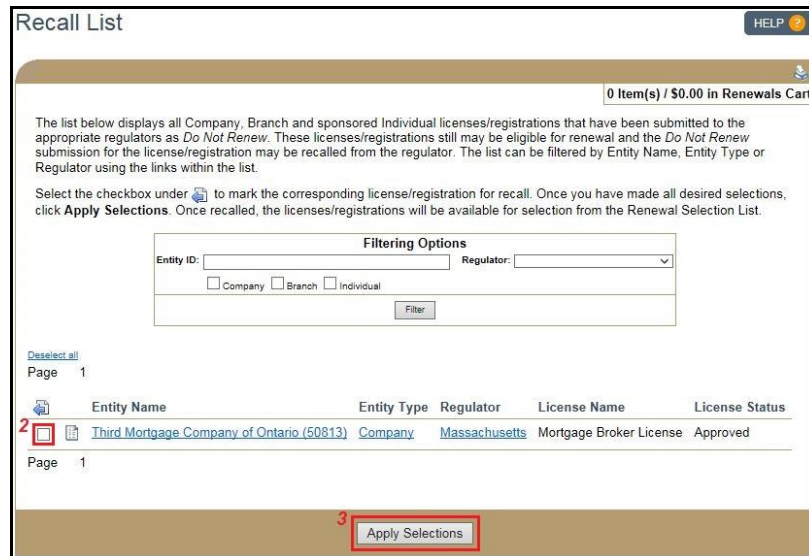 Recall List
HELP ?
0 Item(s) / $0.00 in Renewals Cart
The list below displays all Company, Branch and sponsored Individual licenses/registrations that have been submitted to the
appropriate regulators as Do Not Renew. These licenses/registrations still may be eligible for renewal and the Do Not Renew
submission for the license/registration may be recalled from the regulator. The list can be filtered by Entity Name, Entity Type or
Regulator using the links within the list.
Select the checkbox under to mark the corresponding license/registration for recall. Once you have made all desired selections,
click Apply Selections. Once recalled, the licenses/registrations will be available for selection from the Renewal Selection List.
Filtering Options
Entity ID: Regulator:
Company Branch Individual
Filter
Deselect all
Page 1
Entity Name Entity Type Regulator License Name License Status
2 Third Mortgage Company of Ontario (50813) Company Massachusetts Mortgage Broker License Approved
Page 1
3 Apply Selections